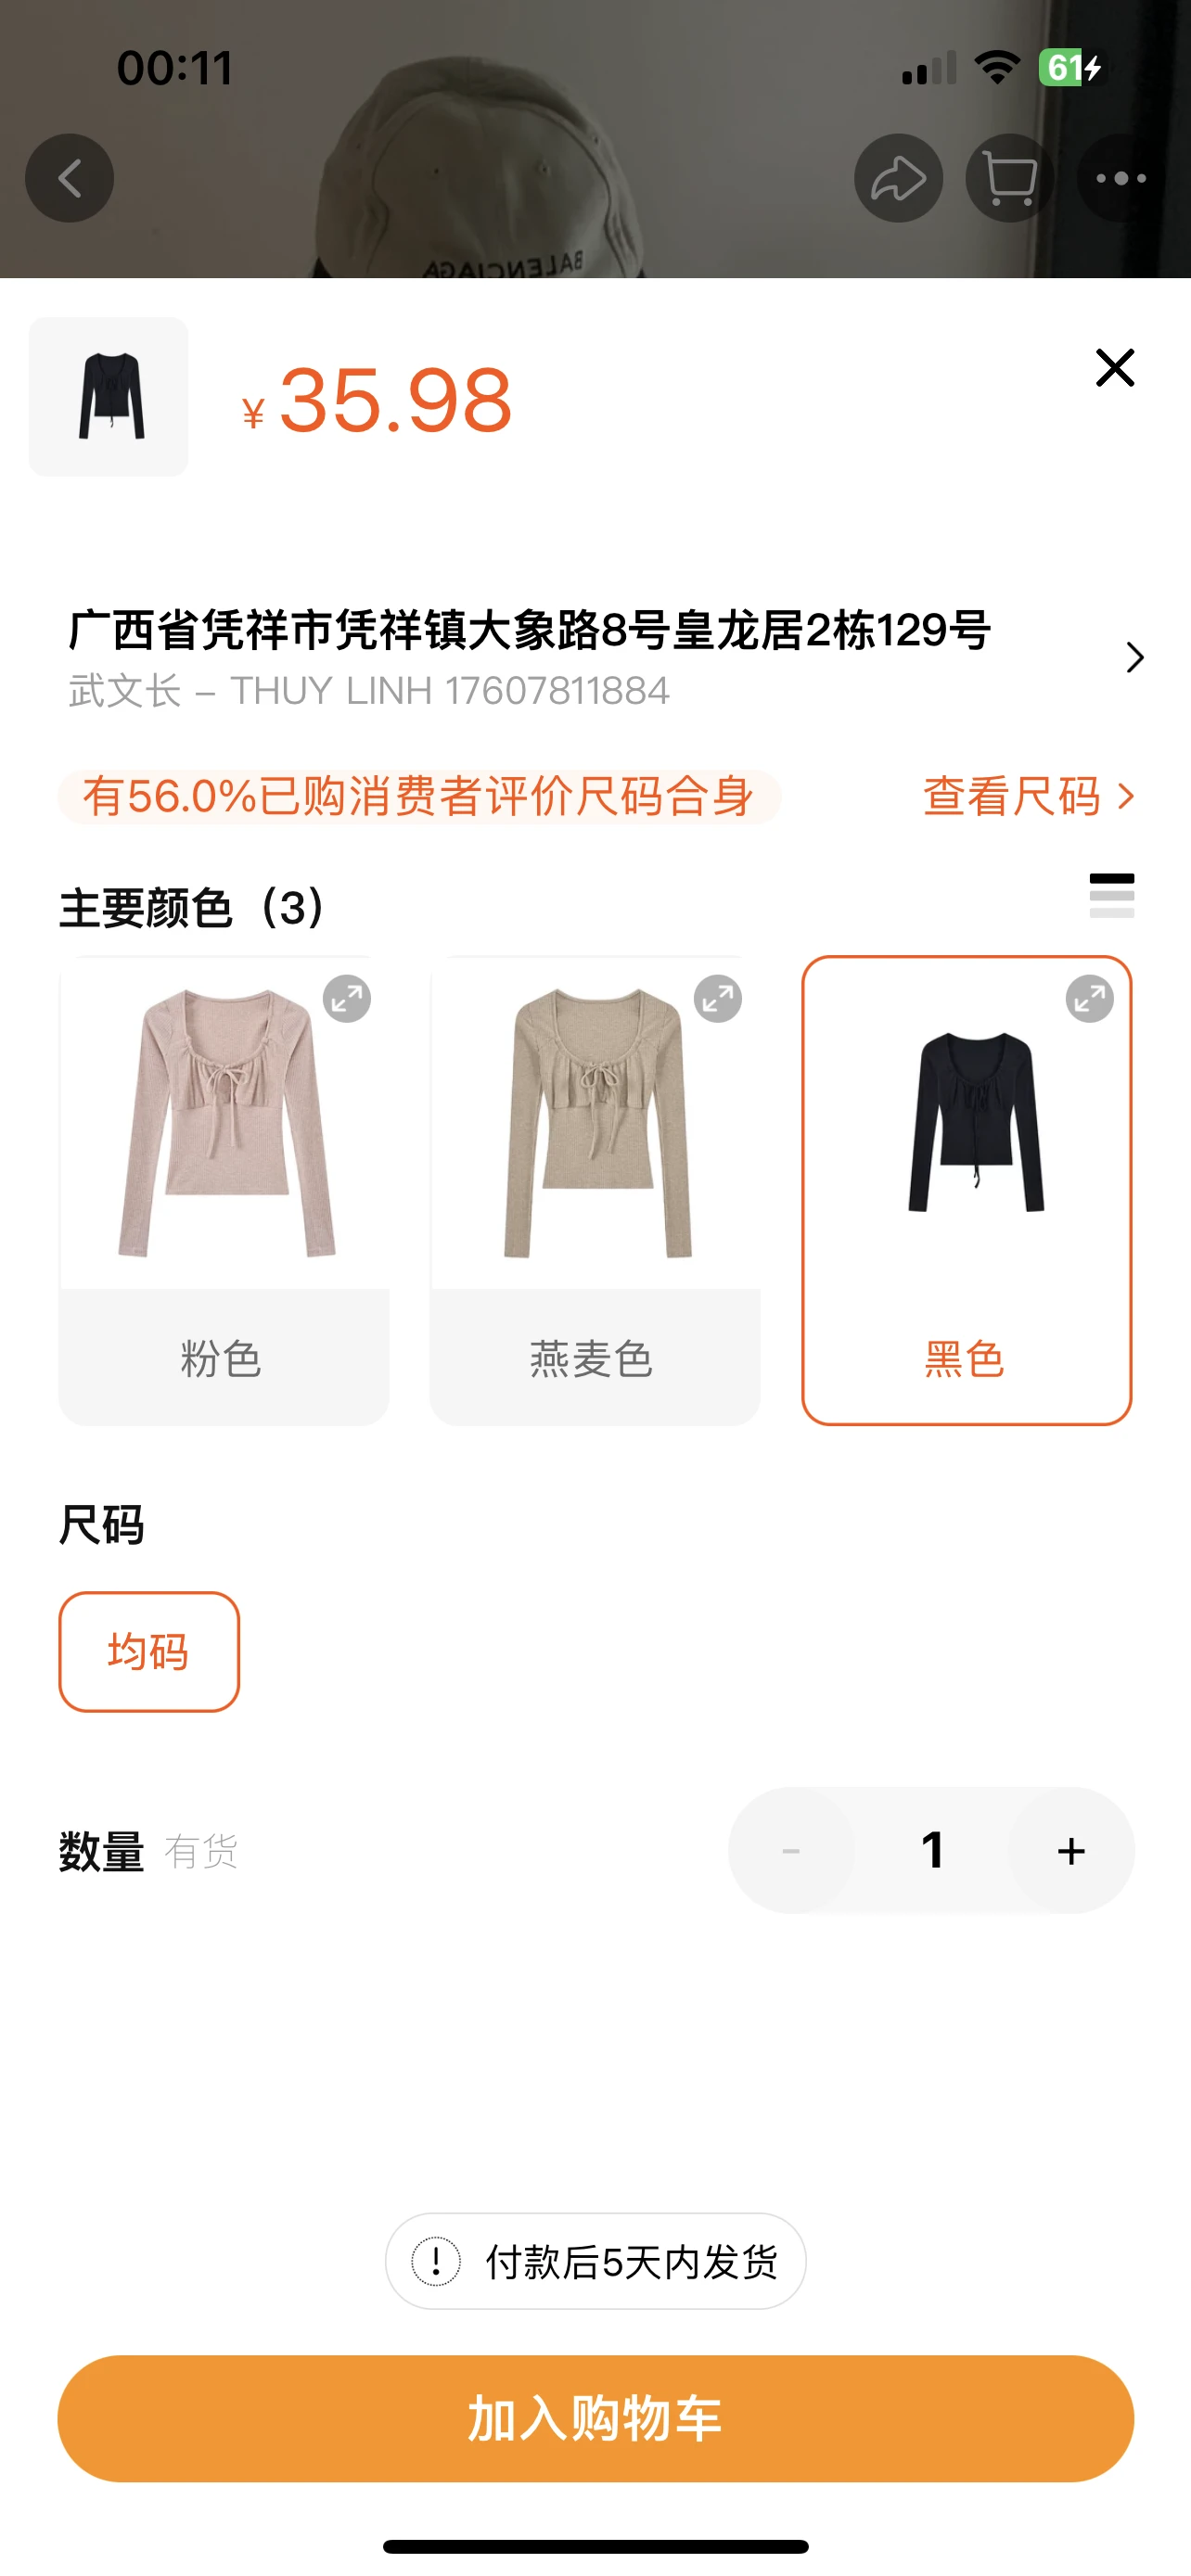 00:11
61
BALENCIAGA
¥ 35.98
广西省凭祥市凭祥镇大象路8号皇龙居2栋129号
武文长 – THUY LINH 17607811884
有56.0%已购消费者评价尺码合身
查看尺码
主要颜色（3）
粉色
燕麦色
黑色
尺码
均码
数量 有货
- 1 +
付款后5天内发货
加入购物车